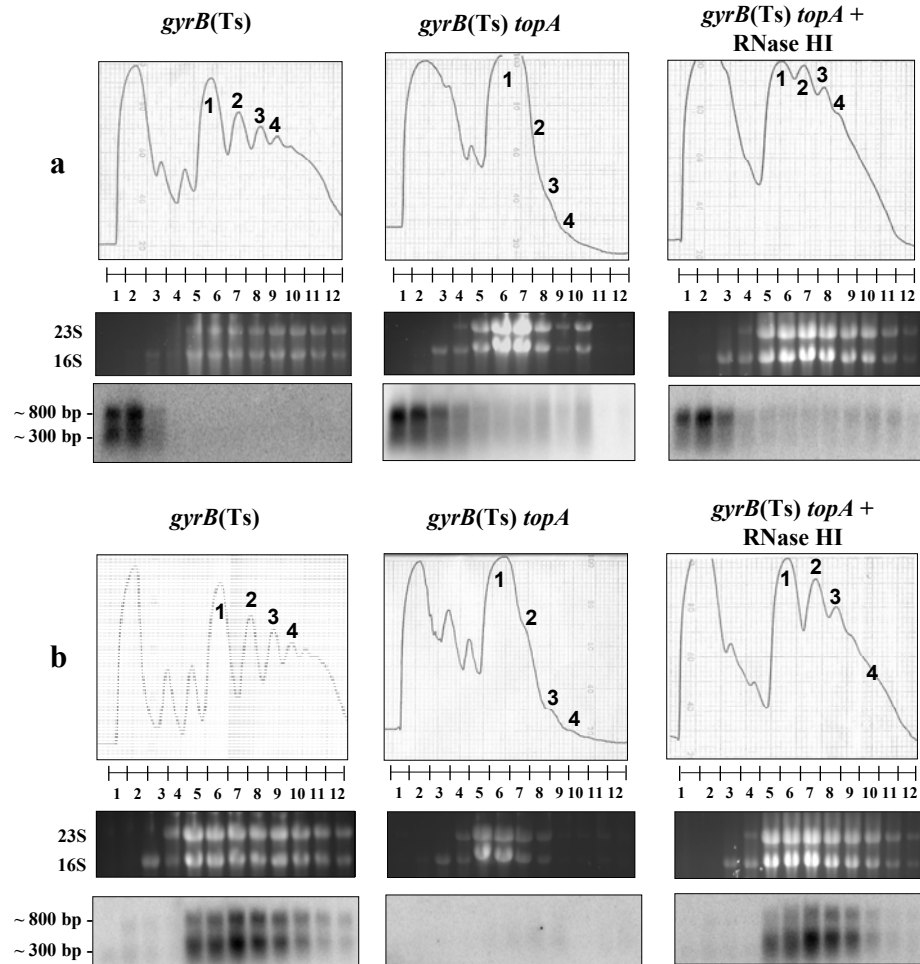 gyrB(Ts)
gyrB(Ts) topA
gyrB(Ts) topA +
RNase HI
a
1 2 3 4
1 2 3 4
1 2 3 4
1 2 3 4 5 6 7 8 9 10 11 12
1 2 3 4 5 6 7 8 9 10 11 12
1 2 3 4 5 6 7 8 9 10 11 12
23S
16S
~ 800 bp
~ 300 bp
gyrB(Ts)
gyrB(Ts) topA
gyrB(Ts) topA +
RNase HI
b
1 2 3 4
1 2 3 4
1 2 3 4
1 2 3 4 5 6 7 8 9 10 11 12
1 2 3 4 5 6 7 8 9 10 11 12
1 2 3 4 5 6 7 8 9 10 11 12
23S
16S
~ 800 bp
~ 300 bp